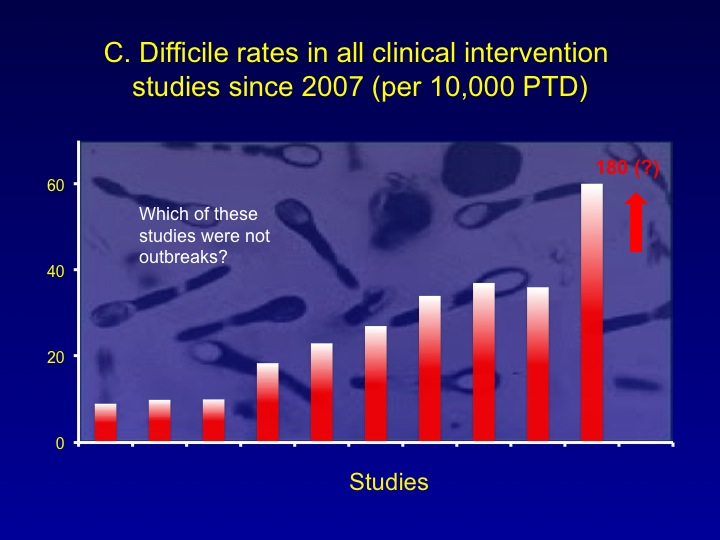 C. Difficile rates in all clinical intervention
studies since 2007 (per 10,000 PTD)
180 (?)
60
Which of these
studies were not
outbreaks?
40
20
0
Studies